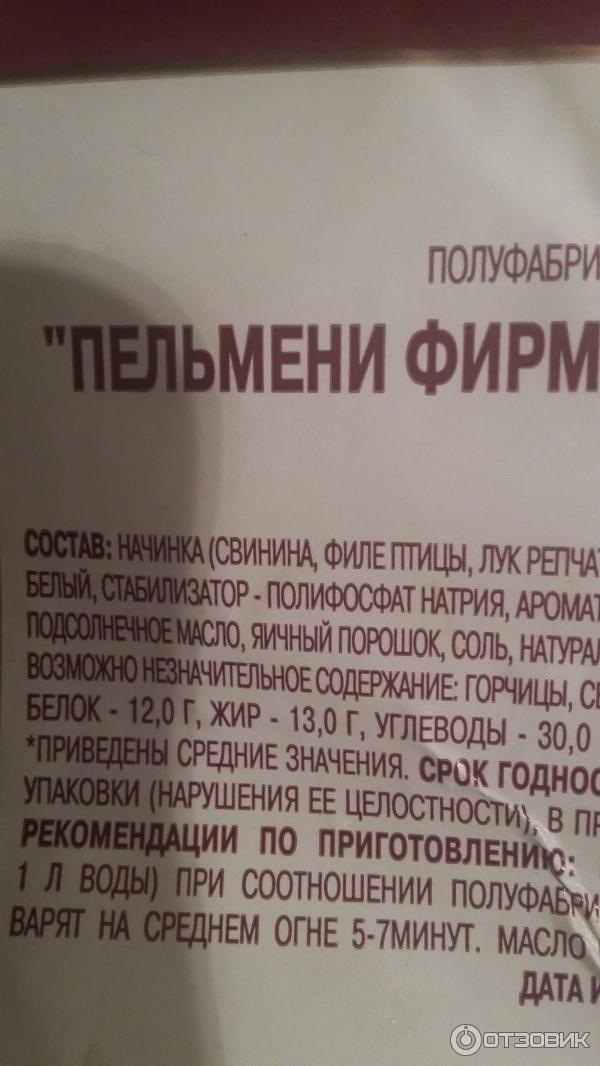 ПОЛУФАБРИ
"ПЕЛЬМЕНИ ФИРМ
СОСТАВ: НАЧИНКА (СВИНИНА, ФИЛЕ ПТИЦЫ, ЛУК РЕПЧАТ
БЕЛЫЙ, СТАБИЛИЗАТОР - ПОЛИФОСФАТ НАТРИЯ, АРОМАТ
ПОДСОЛНЕЧНОЕ МАСЛО, ЯИЧНЫЙ ПОРОШОК, СОЛЬ, НАТУРАЛ
ВОЗМОЖНО НЕЗНАЧИТЕЛЬНОЕ СОДЕРЖАНИЕ: ГОРЧИЦЫ, СЕ
БЕЛОК - 12,0 Г, ЖИР - 13,0 Г, УГЛЕВОДЫ - 30,0
*ПРИВЕДЕНЫ СРЕДНИЕ ЗНАЧЕНИЯ. СРОК ГОДНОС
УПАКОВКИ (НАРУШЕНИЯ ЕЕ ЦЕЛОСТНОСТИ), В ПР
РЕКОМЕНДАЦИИ ПО ПРИГОТОВЛЕНИЮ:
1 Л ВОДЫ) ПРИ СООТНОШЕНИИ ПОЛУФАБРИ
ВАРЯТ НА СРЕДНЕМ ОГНЕ 5-7МИНУТ. МАСЛО
ДАТА И
ОТЗОВИК